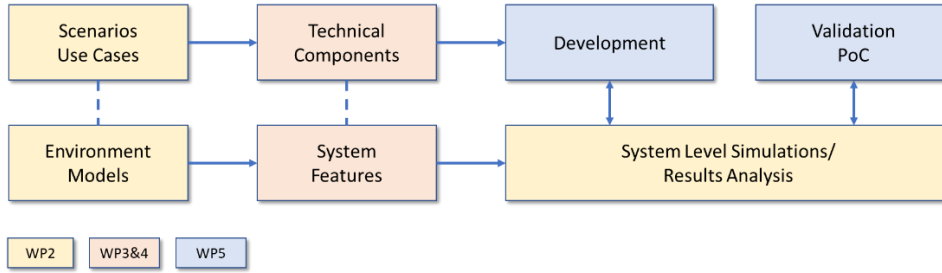 Scenarios
Use Cases
Technical
Components
Development
Validation
PoC
Environment
Models
System
Features
System Level Simulations/
Results Analysis
WP2
WP3&4
WP5